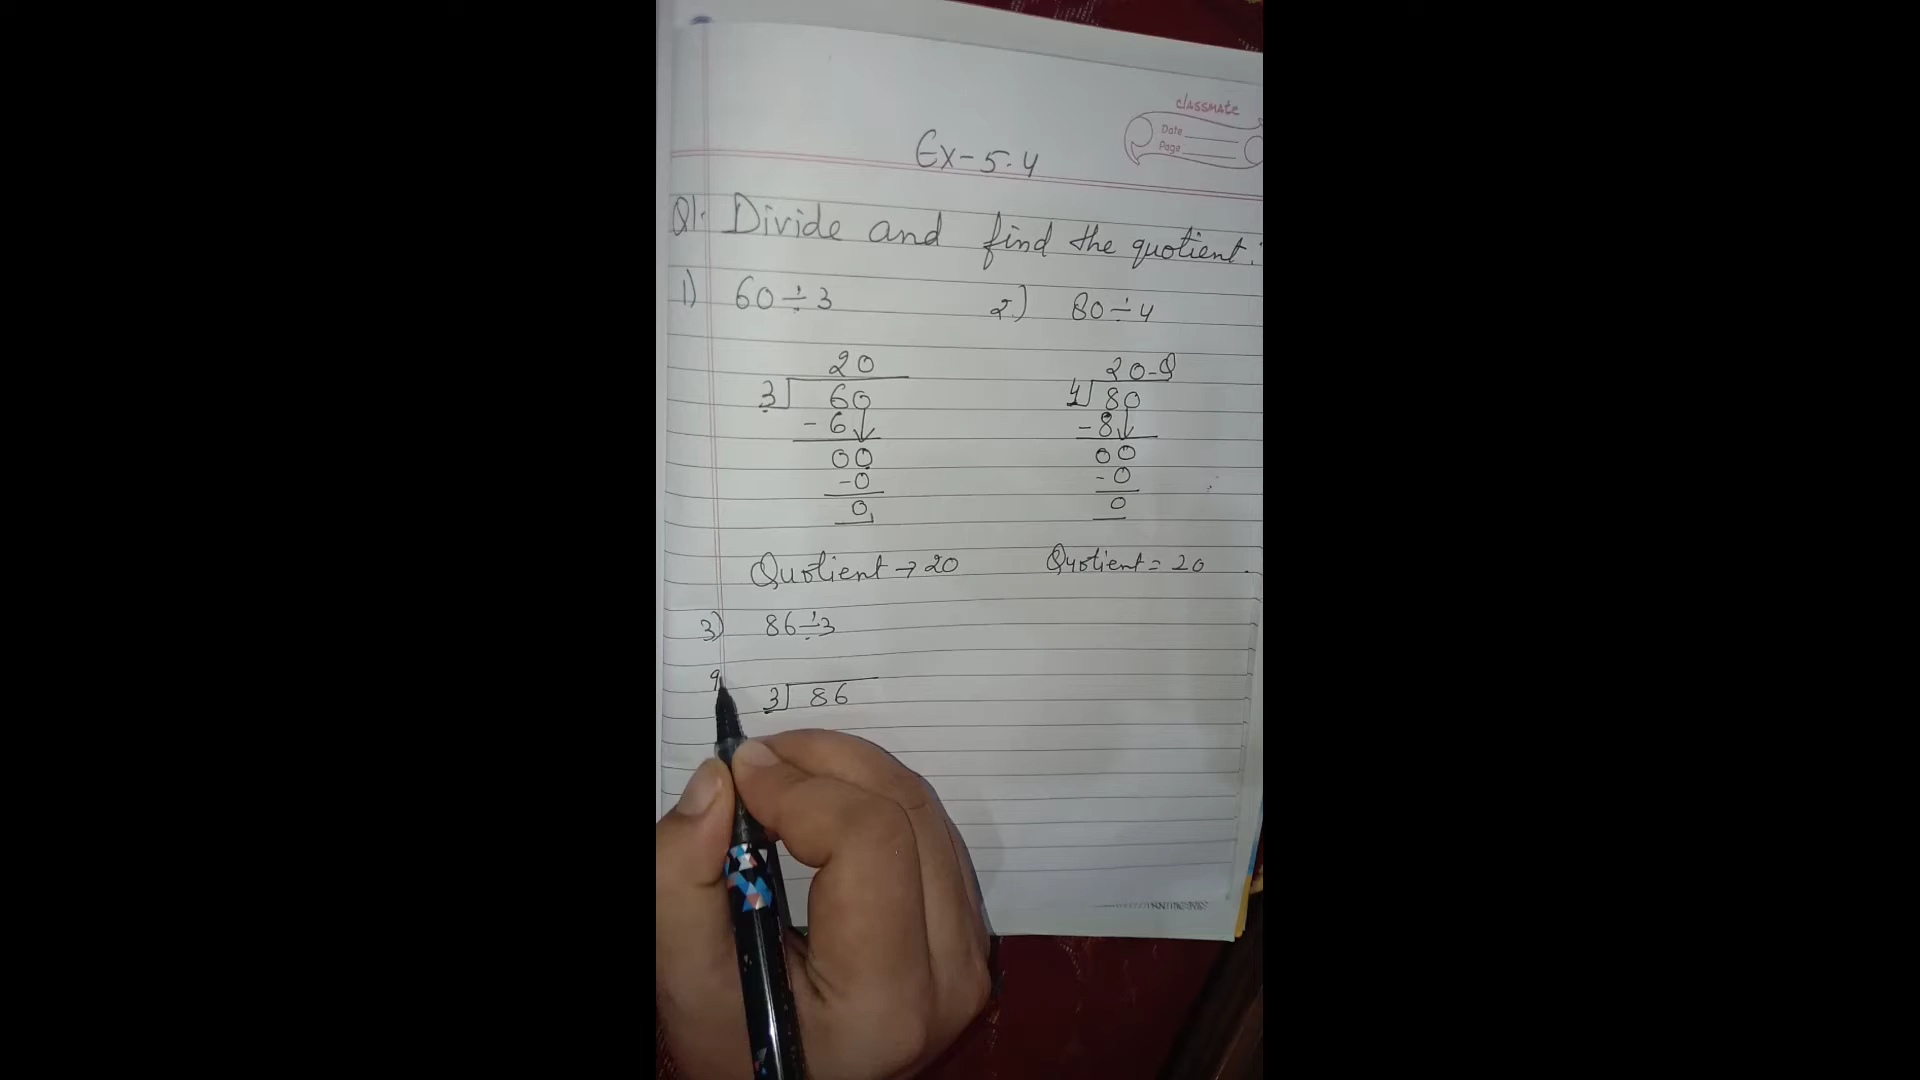 classmate
Date
Page
Ex-5.4
Q1. Divide and find the quotient:
1) 60÷3 2.) 80÷4
20 20-Q
3 60 4 80
-6 -8
00 00
-0 -0
0 0
Quotient → 20 Quotient = 20
3) 86÷3
3 86